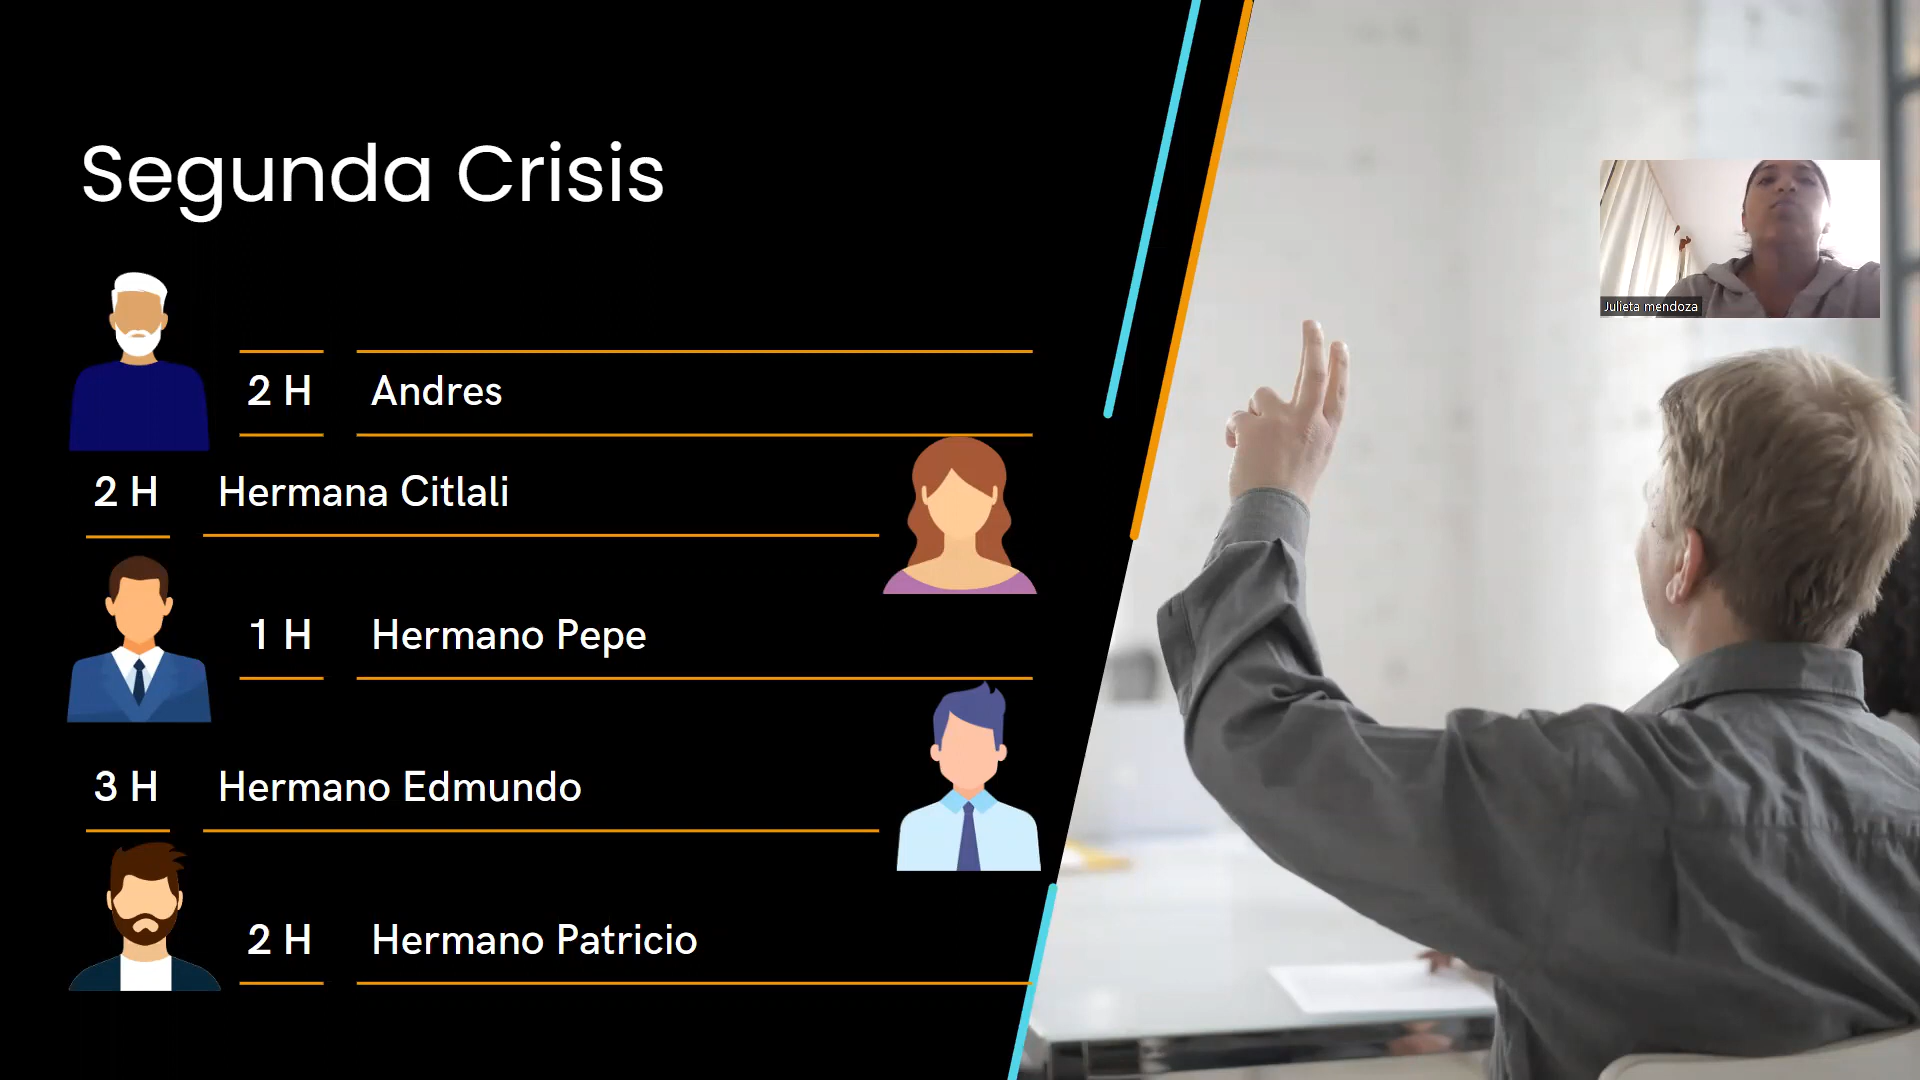 Segunda Crisis
Julieta mendoza
2 H Andres
2 H Hermana Citlali
1 H Hermano Pepe
3 H Hermano Edmundo
2 H Hermano Patricio